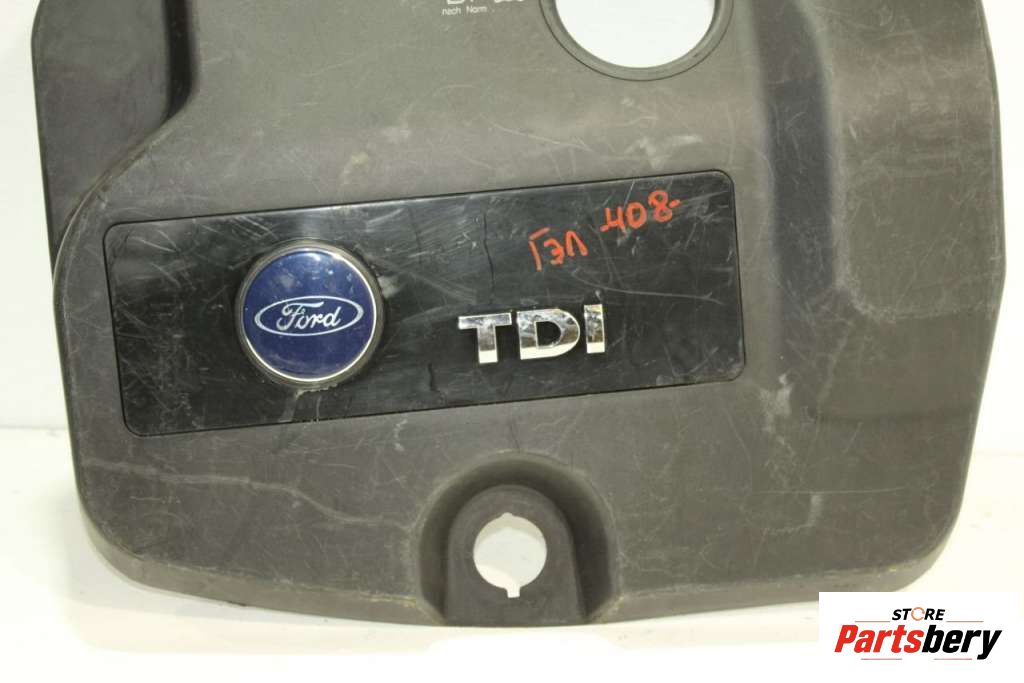 nach Norm
ГЭЛ 408-
Ford
TDI
STORE
Partsbery